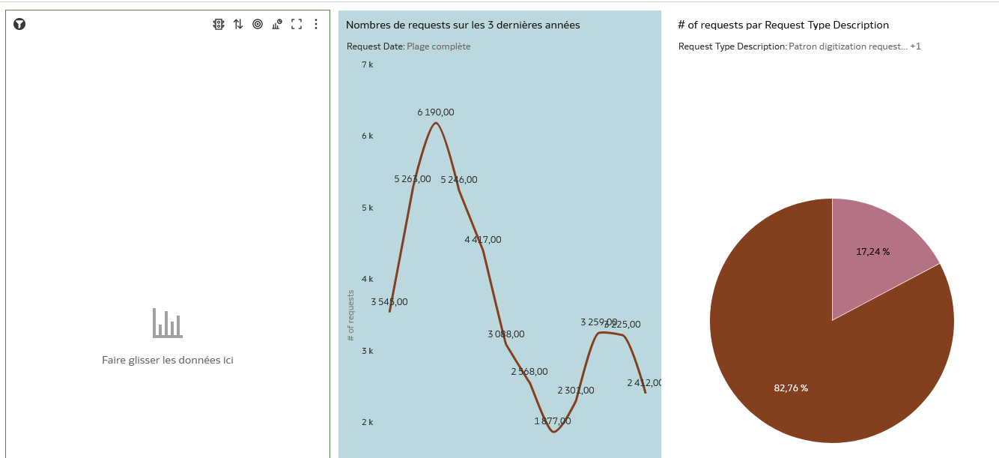 Faire glisser les données ici
Nombres de requests sur les 3 dernières années
Request Date: Plage complète
7 k
6 k
5 k
4 k
3 k
2 k
# of requests
3 545,00
5 263,00
6 190,00
5 246,00
4 417,00
3 088,00
2 568,00
1 877,00
2 301,00
3 259,00
3 225,00
2 412,00
# of requests par Request Type Description
Request Type Description: Patron digitization request... +1
17,24 %
82,76 %